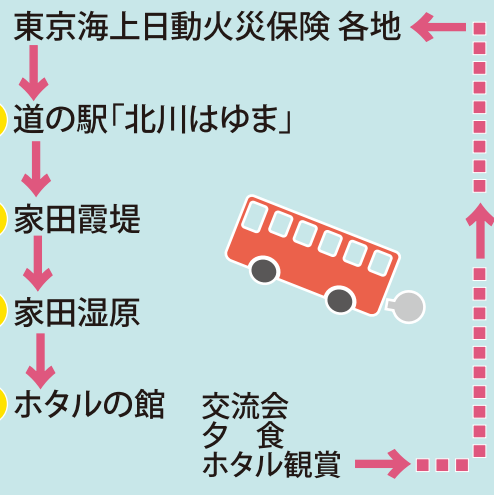 東京海上日動火災保険 各地
道の駅「北川はゆま」
家田霞堤
家田湿原
ホタルの館
交流会
夕　食
ホタル観賞